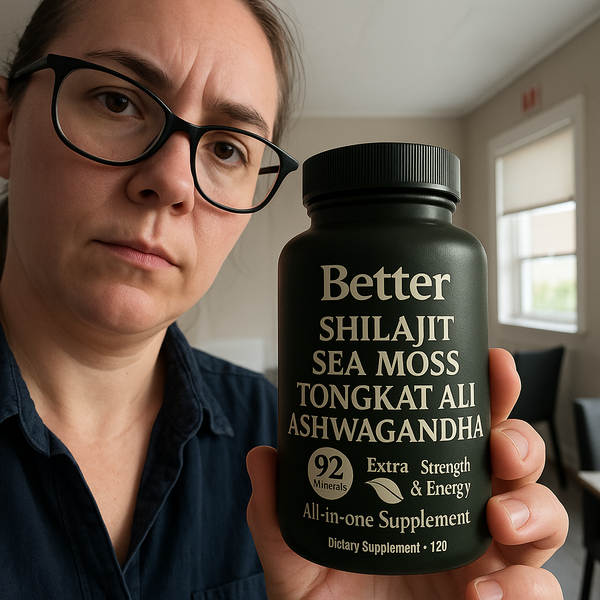 Better
SHILAJIT
SEA MOSS
TONGKAT ALI
ASHWAGANDHA
92
Minerals
Extra Strength
& Energy
All-in-one Supplement
Dietary Supplement • 120